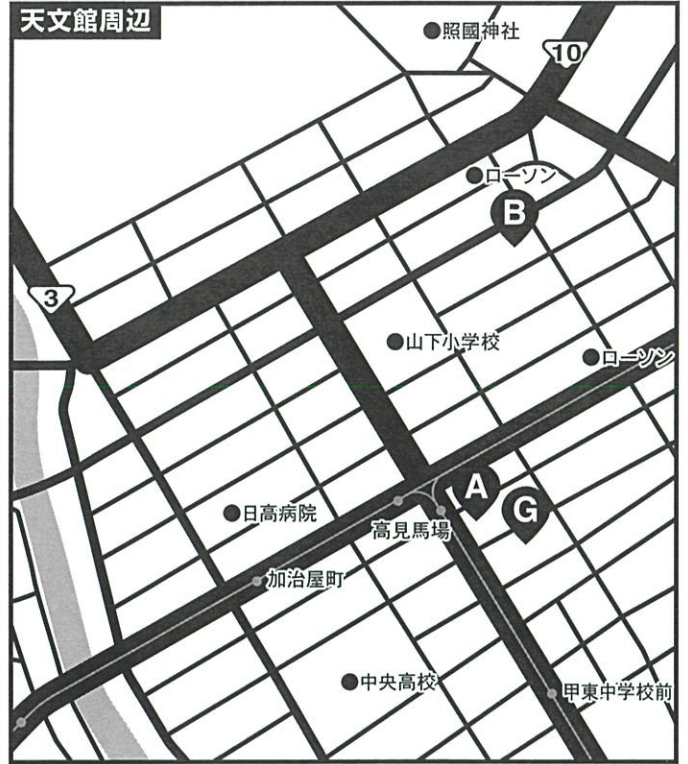 天文館周辺
照國神社
10
ローソン
B
3
山下小学校
ローソン
A
G
日高病院
高見馬場
加治屋町
中央高校
甲東中学校前